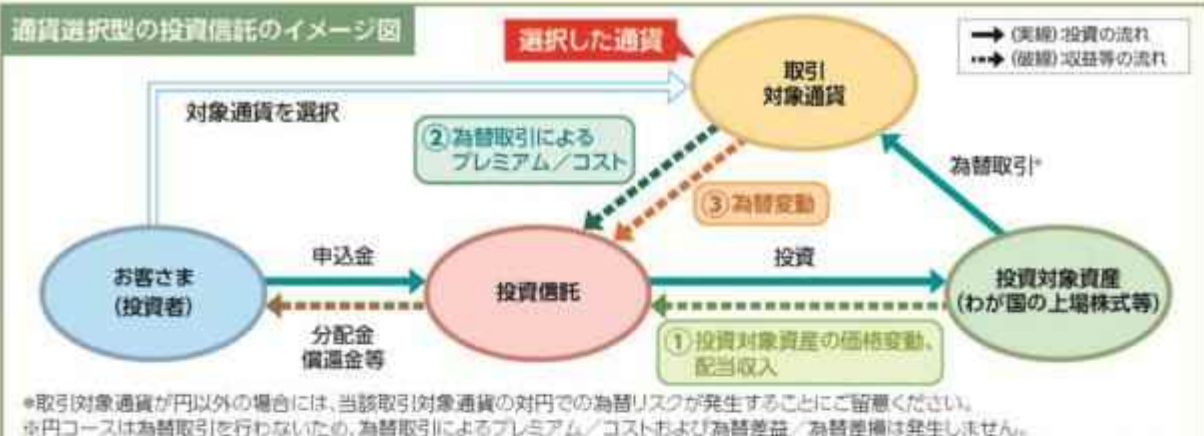 通貨選択型の投資信託のイメージ図
選択した通貨
(実線):投資の流れ
(破線):収益等の流れ
取引
対象通貨
対象通貨を選択
②為替取引による
プレミアム/コスト
為替取引*
③為替変動
お客さま
(投資者)
申込金
分配金
償還金等
投資信託
投資
投資対象資産
(わが国の上場株式等)
①投資対象資産の価格変動、
配当収入
*取引対象通貨が円以外の場合には、当該取引対象通貨の対円での為替リスクが発生することにご留意ください。
※円コースは為替取引を行わないため、為替取引によるプレミアム/コストおよび為替差益/為替差損は発生しません。